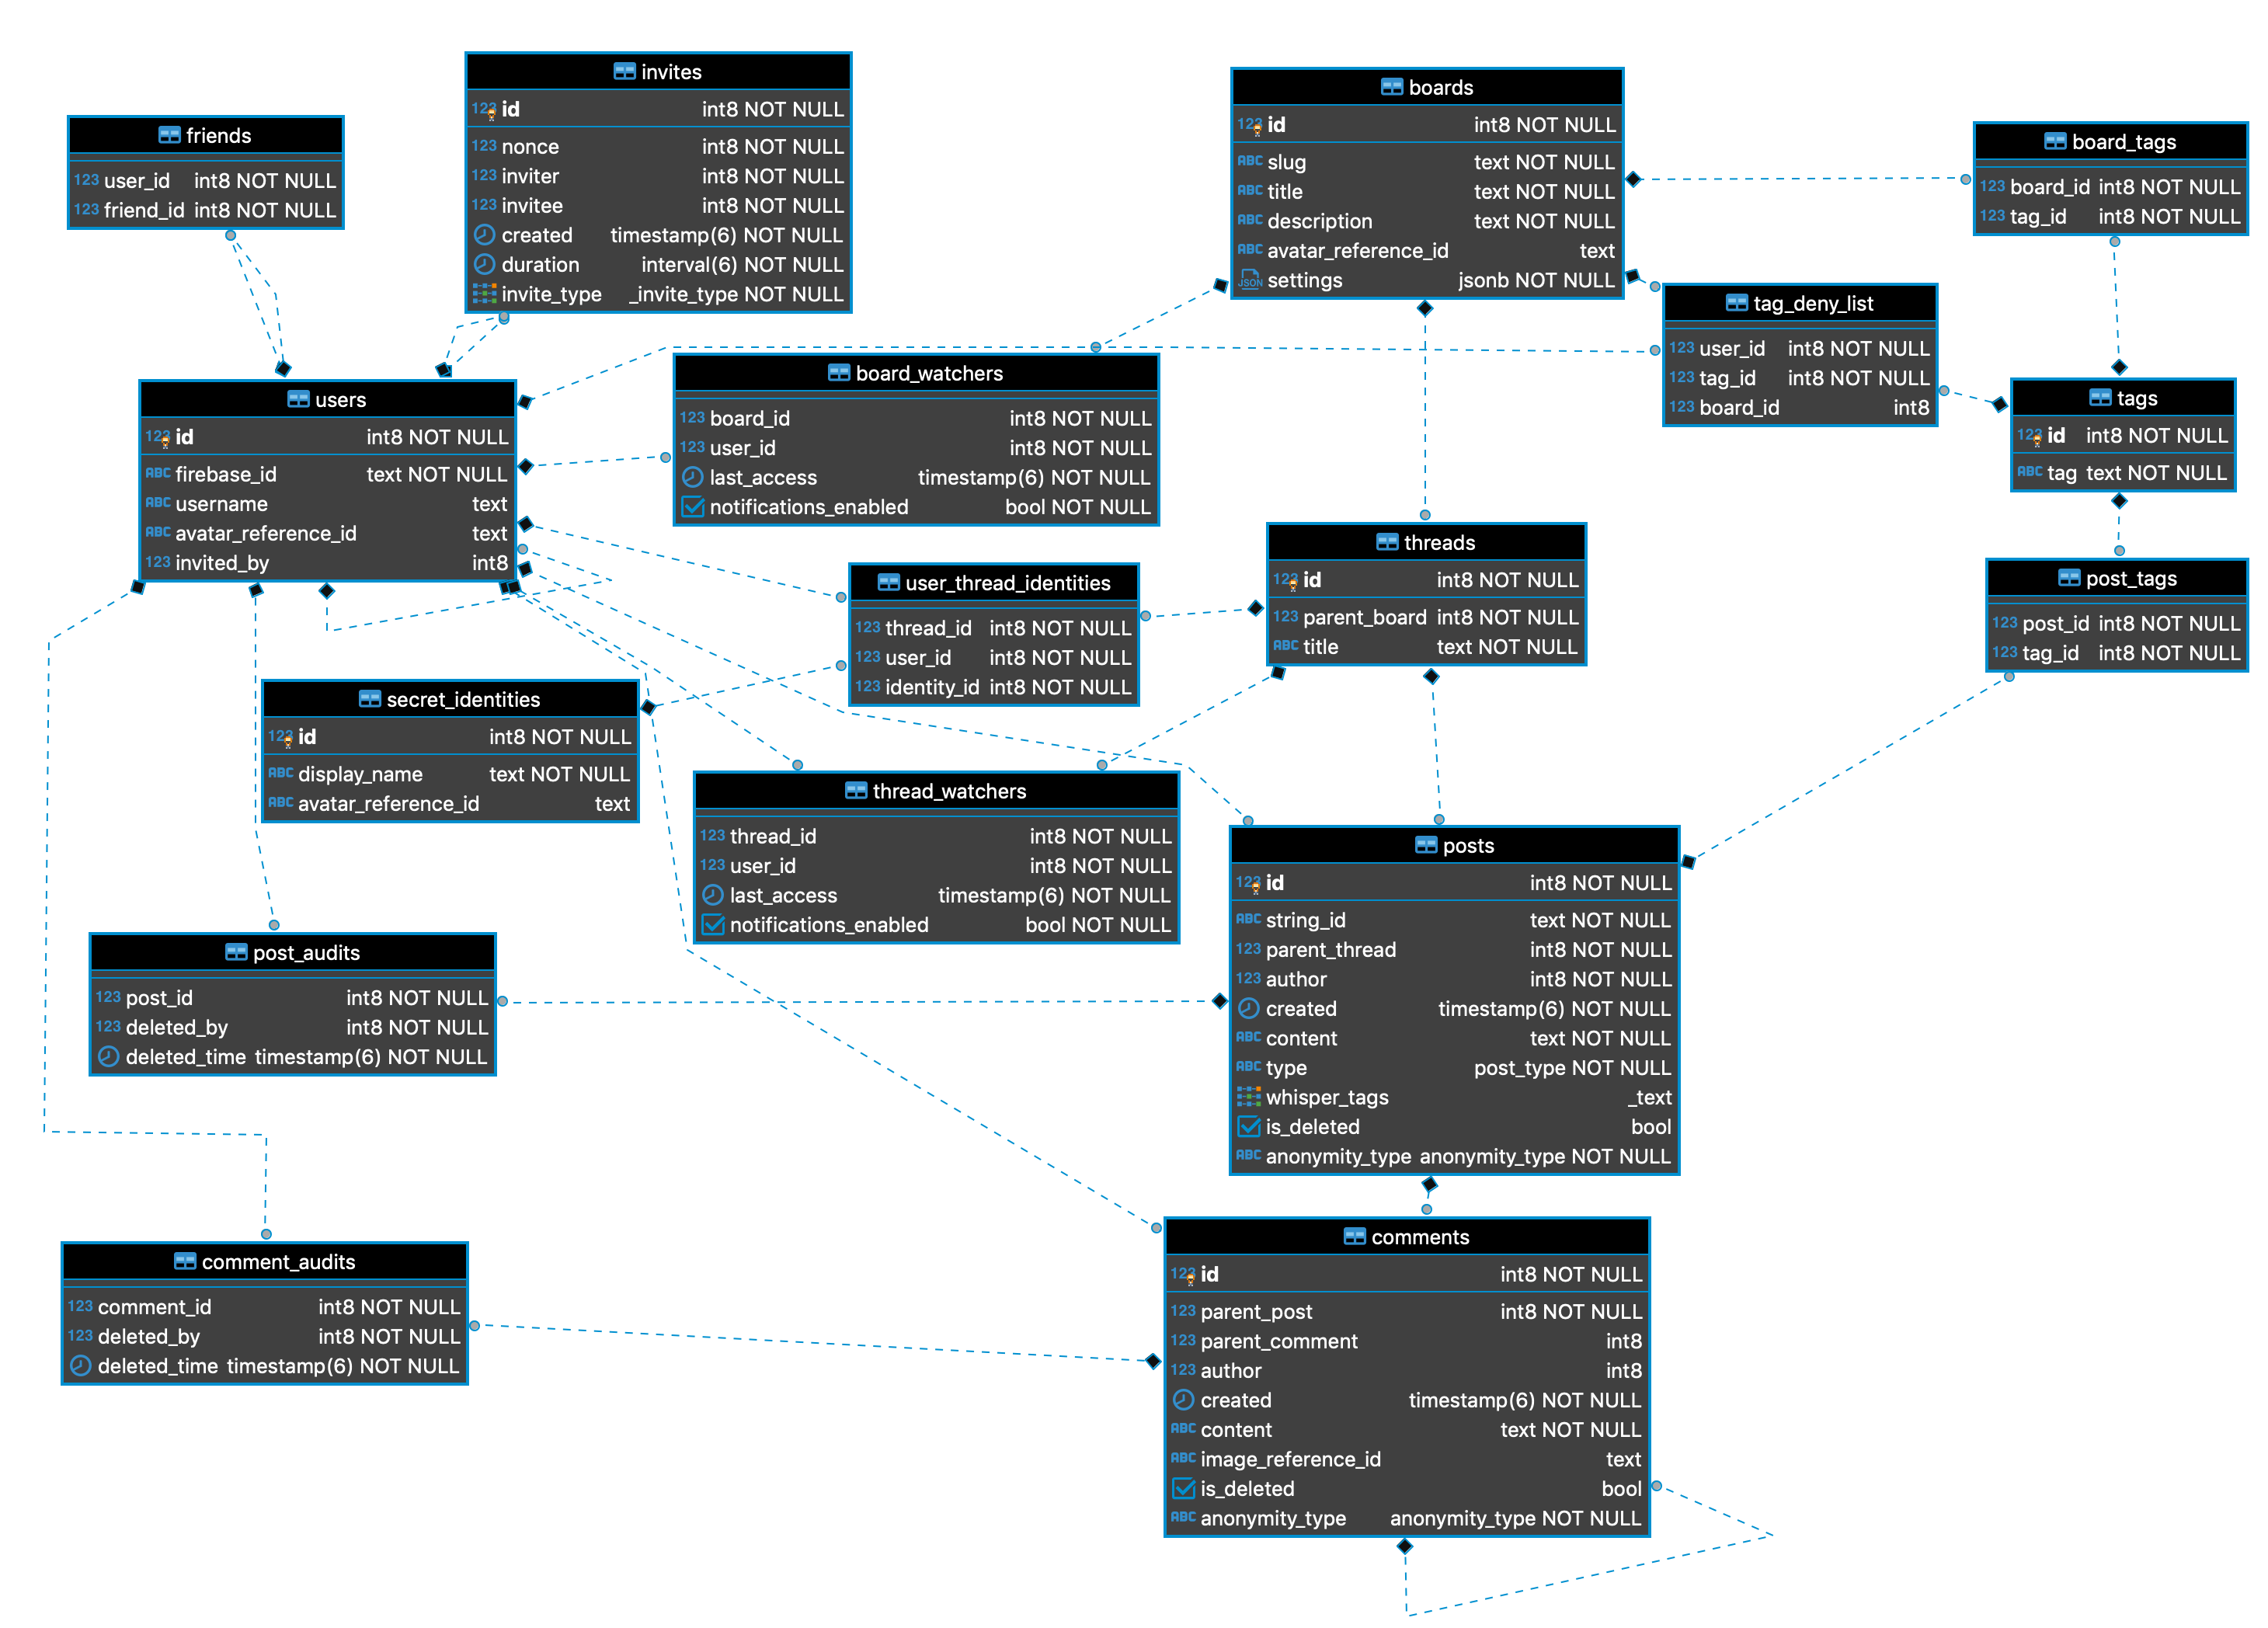 friends
123 user_id int8 NOT NULL
123 friend_id int8 NOT NULL
invites
123 id int8 NOT NULL
123 nonce int8 NOT NULL
123 inviter int8 NOT NULL
123 invitee int8 NOT NULL
created timestamp(6) NOT NULL
duration interval(6) NOT NULL
invite_type _invite_type NOT NULL
boards
123 id int8 NOT NULL
ABC slug text NOT NULL
ABC title text NOT NULL
ABC description text NOT NULL
ABC avatar_reference_id text
JSON settings jsonb NOT NULL
board_tags
123 board_id int8 NOT NULL
123 tag_id int8 NOT NULL
tag_deny_list
123 user_id int8 NOT NULL
123 tag_id int8 NOT NULL
123 board_id int8
users
123 id int8 NOT NULL
ABC firebase_id text NOT NULL
ABC username text
ABC avatar_reference_id text
123 invited_by int8
board_watchers
123 board_id int8 NOT NULL
123 user_id int8 NOT NULL
last_access timestamp(6) NOT NULL
notifications_enabled bool NOT NULL
tags
123 id int8 NOT NULL
ABC tag text NOT NULL
threads
123 id int8 NOT NULL
123 parent_board int8 NOT NULL
ABC title text NOT NULL
user_thread_identities
123 thread_id int8 NOT NULL
123 user_id int8 NOT NULL
123 identity_id int8 NOT NULL
post_tags
123 post_id int8 NOT NULL
123 tag_id int8 NOT NULL
secret_identities
123 id int8 NOT NULL
ABC display_name text NOT NULL
ABC avatar_reference_id text
thread_watchers
123 thread_id int8 NOT NULL
123 user_id int8 NOT NULL
last_access timestamp(6) NOT NULL
notifications_enabled bool NOT NULL
posts
123 id int8 NOT NULL
ABC string_id text NOT NULL
123 parent_thread int8 NOT NULL
123 author int8 NOT NULL
created timestamp(6) NOT NULL
ABC content text NOT NULL
ABC type post_type NOT NULL
whisper_tags _text
is_deleted bool
ABC anonymity_type anonymity_type NOT NULL
post_audits
123 post_id int8 NOT NULL
123 deleted_by int8 NOT NULL
deleted_time timestamp(6) NOT NULL
comment_audits
123 comment_id int8 NOT NULL
123 deleted_by int8 NOT NULL
deleted_time timestamp(6) NOT NULL
comments
123 id int8 NOT NULL
123 parent_post int8 NOT NULL
123 parent_comment int8
123 author int8
created timestamp(6) NOT NULL
ABC content text NOT NULL
ABC image_reference_id text
is_deleted bool
ABC anonymity_type anonymity_type NOT NULL